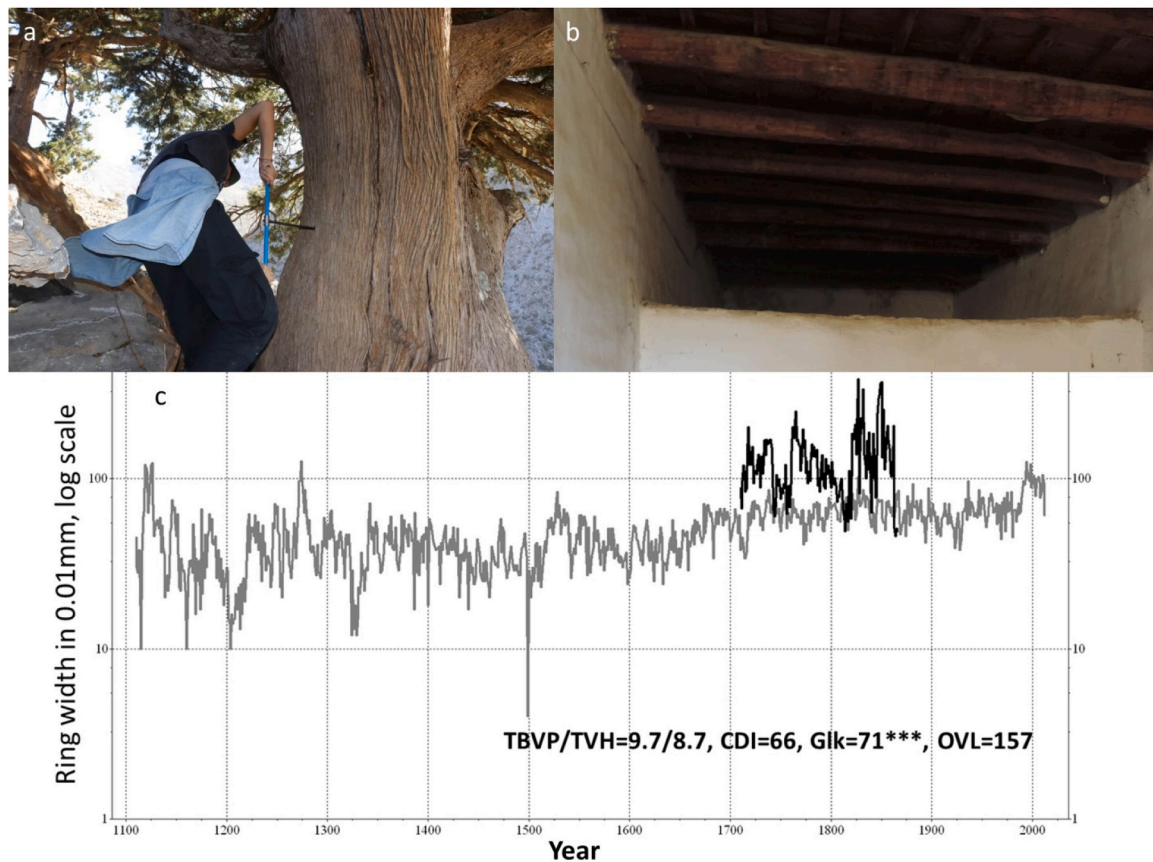 a
b
c
Ring width in 0.01mm, log scale
100
10
1
100
10
1
TBVP/TVH=9.7/8.7, CDI=66, Glk=71***, OVL=157
1100 1200 1300 1400 1500 1600 1700 1800 1900 2000
Year